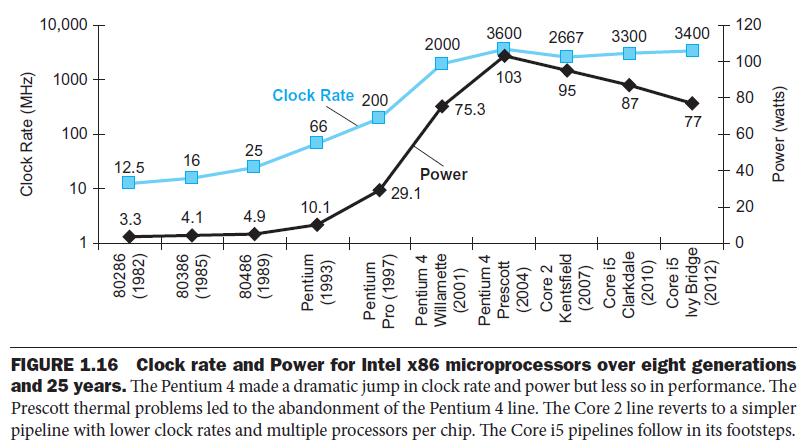 10,000
1000
100
10
1
Clock Rate (MHz)
120
100
80
60
40
20
0
Power (watts)
Clock Rate
12.5
16
25
66
200
2000
3600
2667
3300
3400
Power
3.3
4.1
4.9
10.1
29.1
75.3
103
95
87
77
80286
(1982)
80386
(1985)
80486
(1989)
Pentium
(1993)
Pentium
Pro (1997)
Pentium 4
Willamette
(2001)
Pentium 4
Prescott
(2004)
Core 2
Kentsfield
(2007)
Core i5
Clarkdale
(2010)
Core i5
Ivy Bridge
(2012)
FIGURE 1.16 Clock rate and Power for Intel x86 microprocessors over eight generations
and 25 years. The Pentium 4 made a dramatic jump in clock rate and power but less so in performance. The
Prescott thermal problems led to the abandonment of the Pentium 4 line. The Core 2 line reverts to a simpler
pipeline with lower clock rates and multiple processors per chip. The Core i5 pipelines follow in its footsteps.